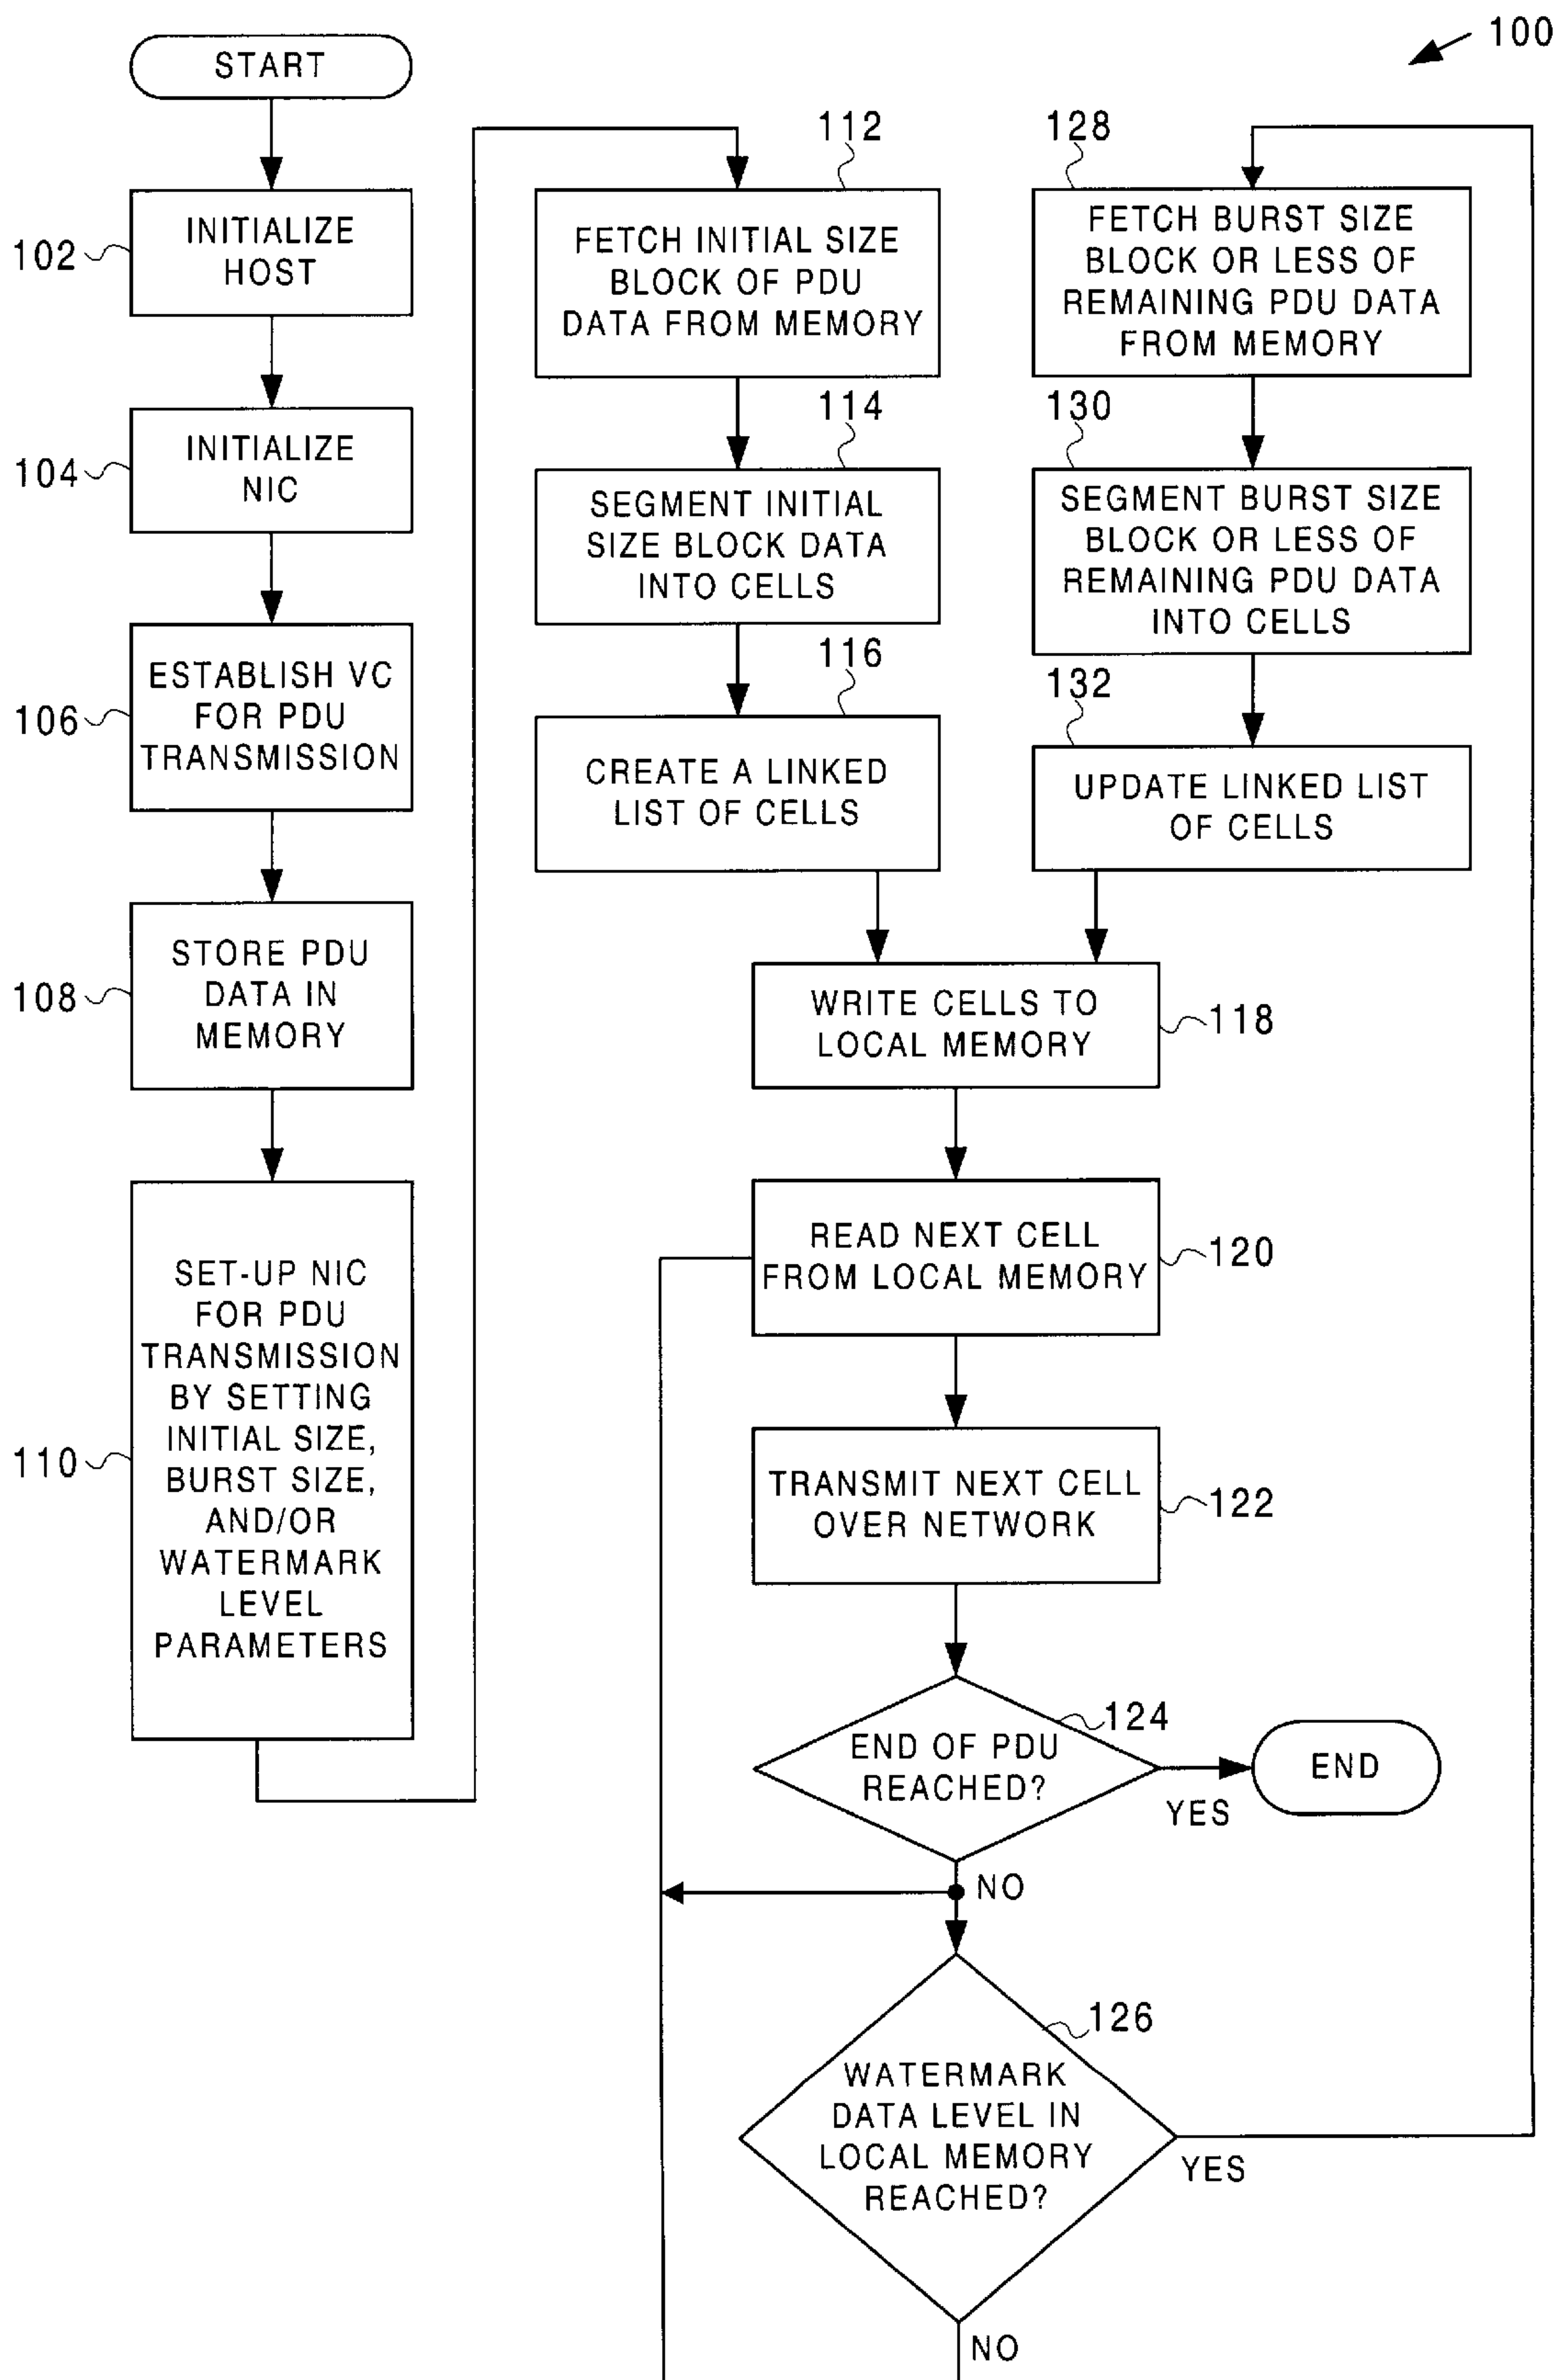 100
START
102
INITIALIZE
HOST
104
INITIALIZE
NIC
106
ESTABLISH VC
FOR PDU
TRANSMISSION
108
STORE PDU
DATA IN
MEMORY
110
SET-UP NIC
FOR PDU
TRANSMISSION
BY SETTING
INITIAL SIZE,
BURST SIZE,
AND/OR
WATERMARK
LEVEL
PARAMETERS
112
FETCH INITIAL SIZE
BLOCK OF PDU
DATA FROM MEMORY
114
SEGMENT INITIAL
SIZE BLOCK DATA
INTO CELLS
116
CREATE A LINKED
LIST OF CELLS
128
FETCH BURST SIZE
BLOCK OR LESS OF
REMAINING PDU DATA
FROM MEMORY
130
SEGMENT BURST SIZE
BLOCK OR LESS OF
REMAINING PDU DATA
INTO CELLS
132
UPDATE LINKED LIST
OF CELLS
WRITE CELLS TO
LOCAL MEMORY
118
READ NEXT CELL
FROM LOCAL MEMORY
120
TRANSMIT NEXT CELL
OVER NETWORK
122
124
END OF PDU
REACHED?
YES
END
NO
126
WATERMARK
DATA LEVEL IN
LOCAL MEMORY
REACHED?
YES
NO